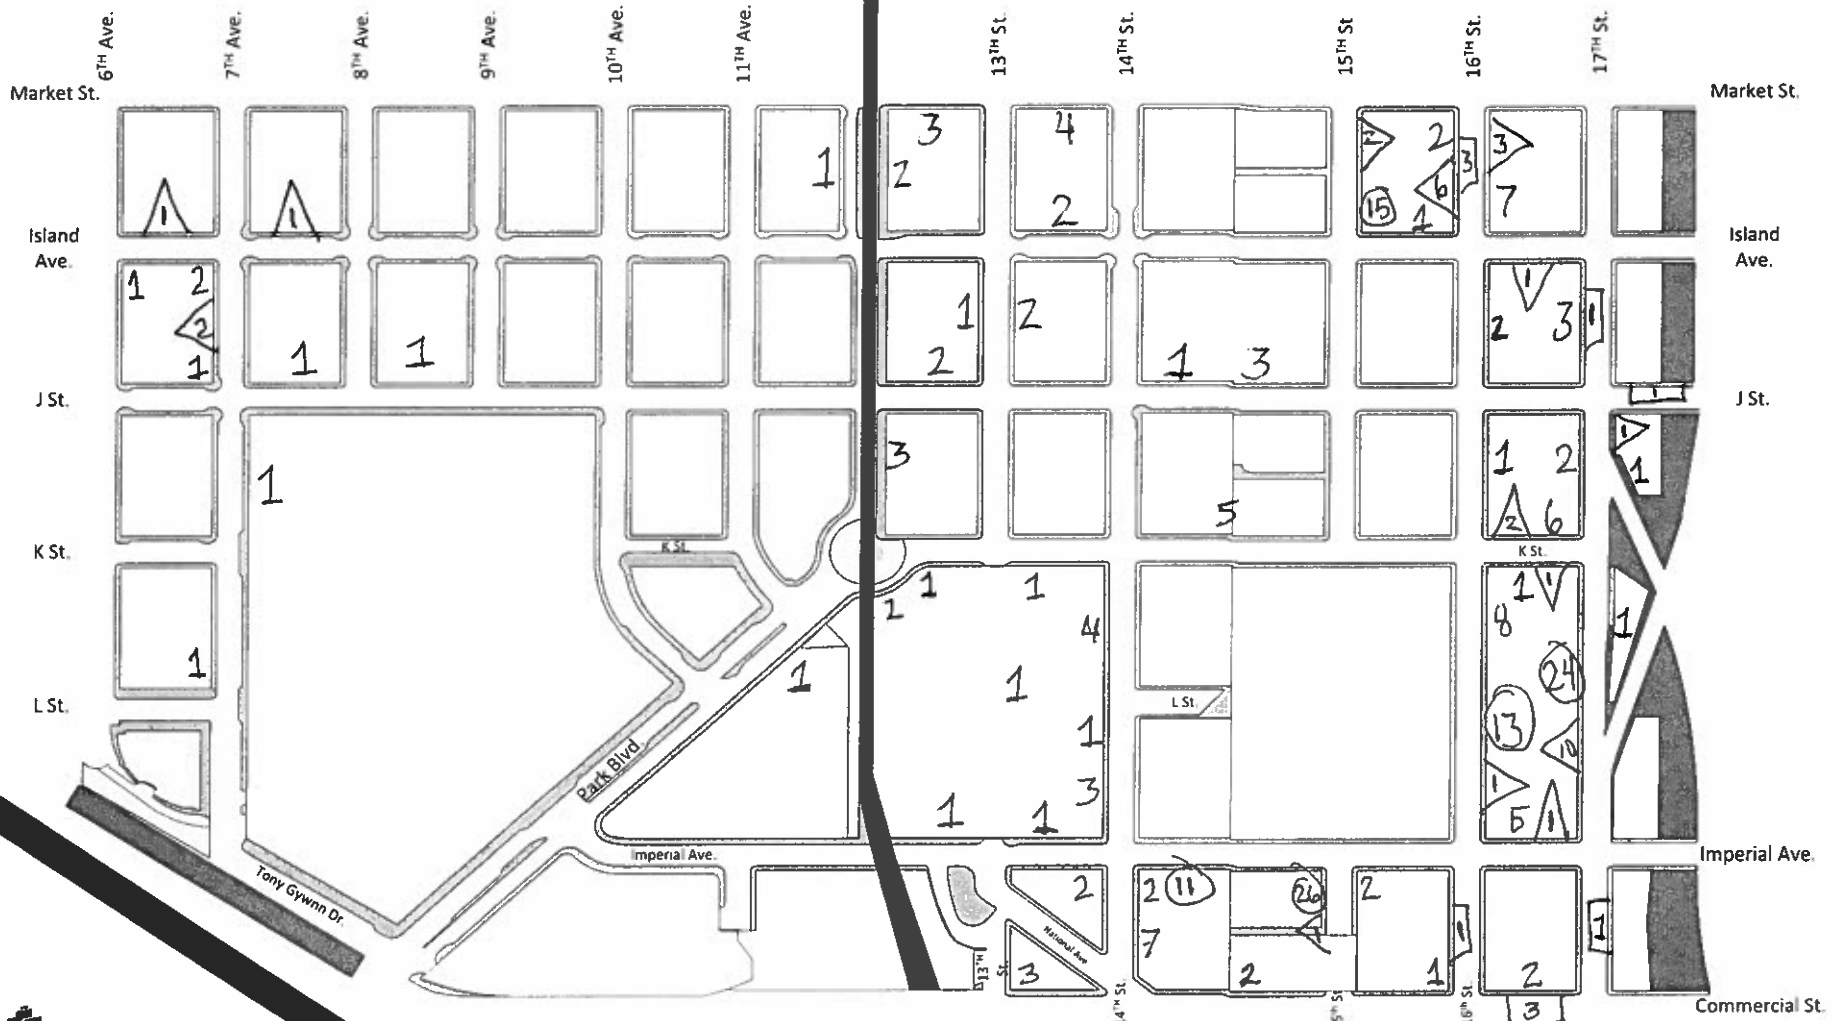 6TH Ave. 7TH Ave. 8TH Ave. 9TH Ave. 10TH Ave. 11TH Ave. 13TH St. 14TH St. 15TH St 16TH St. 17TH St.
Market St. Market St.
1 3 4 2 3 3
2 6
1 1 2 15 1 7
Island Ave. Island Ave.
1 2 1
2 1 2 2 3 1
1 1 1 2 1 3
J St. J St.
1
1 3 1 2 1
5 2 6
K St. K St. K St.
1 1 1 1
2 4 8 1
1 1 1 24
L St. L St.
1 13
10
Park Blvd 3 1
1 1 5 1
Imperial Ave. Imperial Ave.
Tony Gywnn Dr. 2 2 11 26 2
National Ave 7 1 1
13TH St. 3 2 1 2
14TH St. 16th St. 3 Commercial St.